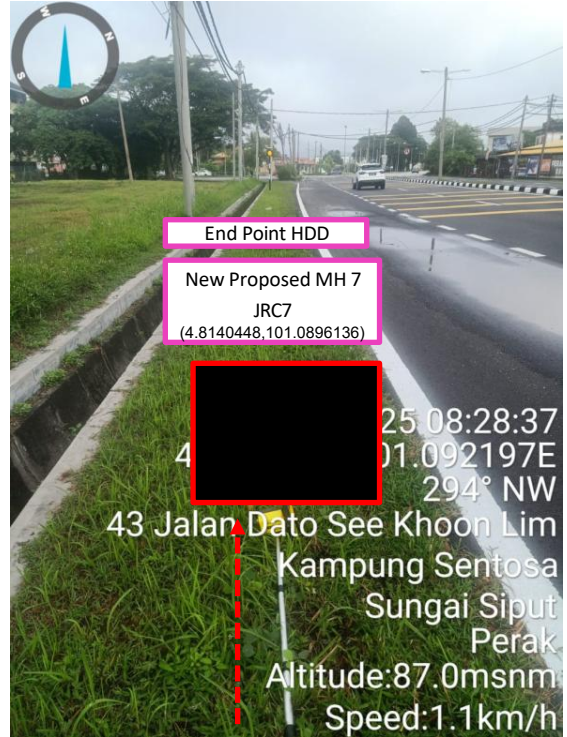 N
W
S
E
End Point HDD
New Proposed MH 7
JRC7
(4.8140448,101.0896136)
25 08:28:37
4 01.092197E
294° NW
43 Jalan Dato See Khoon Lim
Kampung Sentosa
Sungai Siput
Perak
Altitude:87.0msnm
Speed:1.1km/h